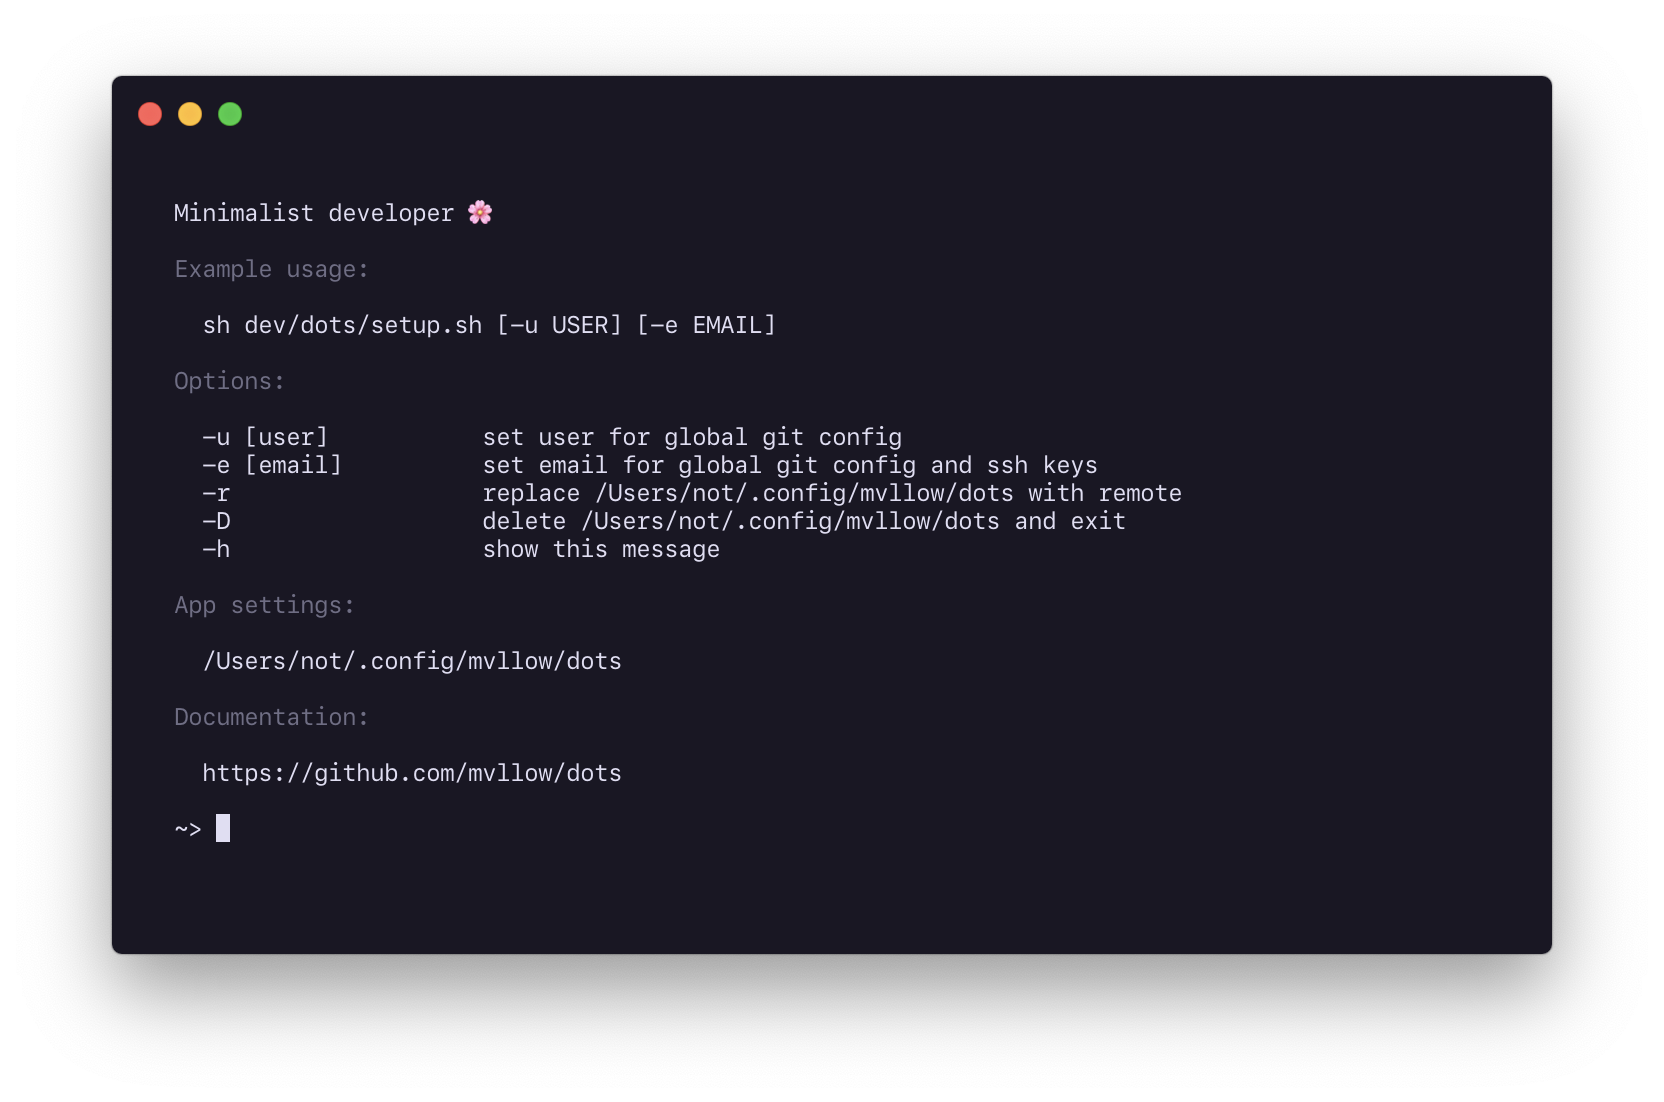 Minimalist developer 🌸
Example usage:
sh dev/dots/setup.sh [-u USER] [-e EMAIL]
Options:
-u [user] set user for global git config
-e [email] set email for global git config and ssh keys
-r replace /Users/not/.config/mvllow/dots with remote
-D delete /Users/not/.config/mvllow/dots and exit
-h show this message
App settings:
/Users/not/.config/mvllow/dots
Documentation:
https://github.com/mvllow/dots
~>